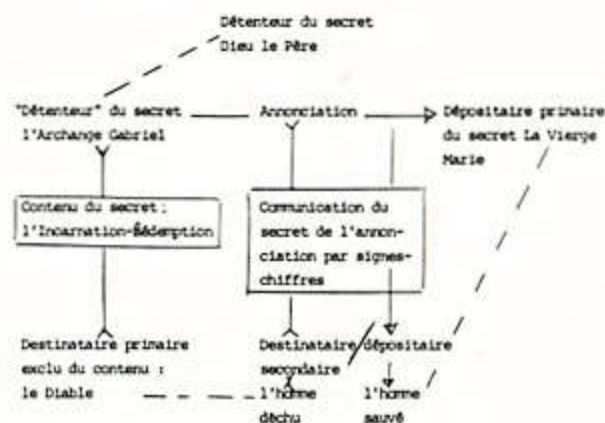 Détenteur du secret
Dieu le Père
"Détenteur" du secret
l'Archange Gabriel
Annonciation
Dépositaire primaire
du secret La Vierge
Marie
Contenu du secret :
l'Incarnation-Rédemption
Communication du
secret de l'annon-
ciation par signes-
chiffres
Destinataire primaire
exclu du contenu :
le Diable
Destinataire / dépositaire
secondaire
l'homme
déchu
l'homme
sauvé